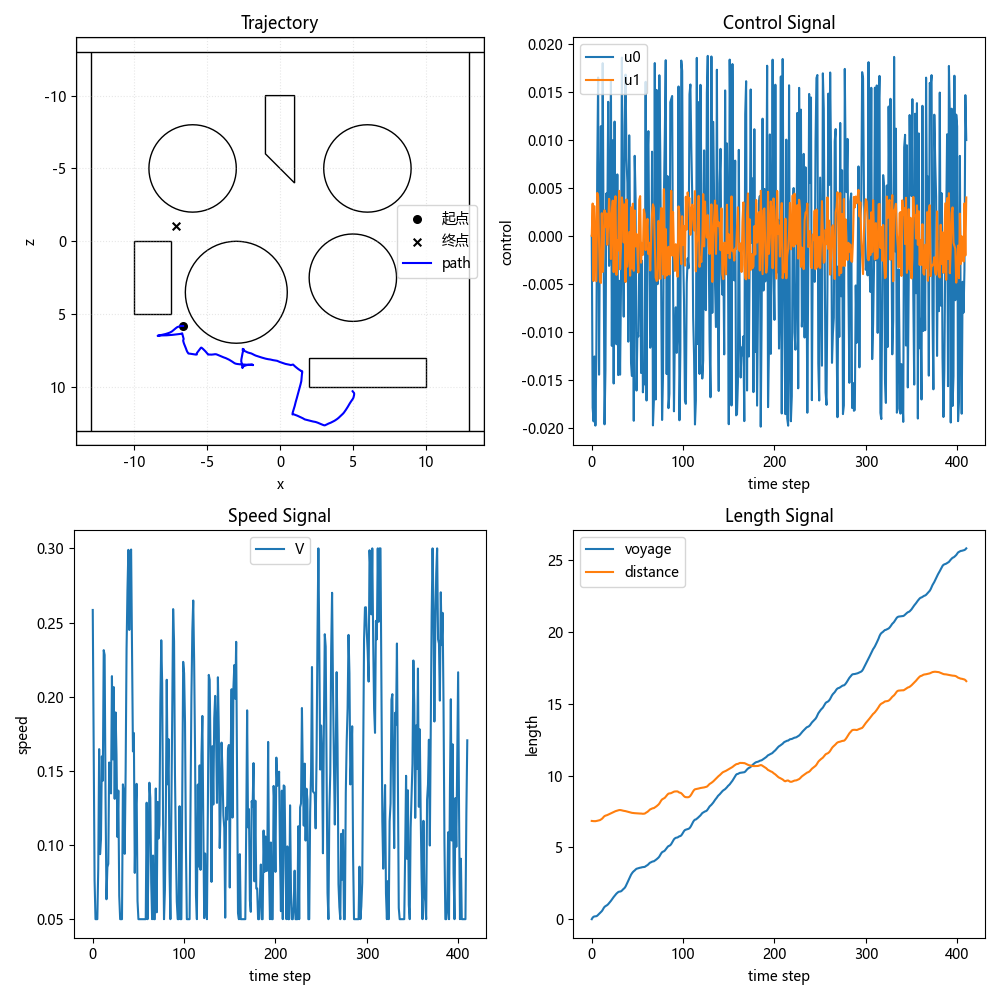 Trajectory
-10
-5
0
5
10
z
-10
-5
0
5
10
x
起点
终点
path
Control Signal
0.020
0.015
0.010
0.005
0.000
-0.005
-0.010
-0.015
-0.020
control
0
100
200
300
400
time step
u0
u1
Speed Signal
0.30
0.25
0.20
0.15
0.10
0.05
speed
0
100
200
300
400
time step
V
Length Signal
25
20
15
10
5
0
length
0
100
200
300
400
time step
voyage
distance